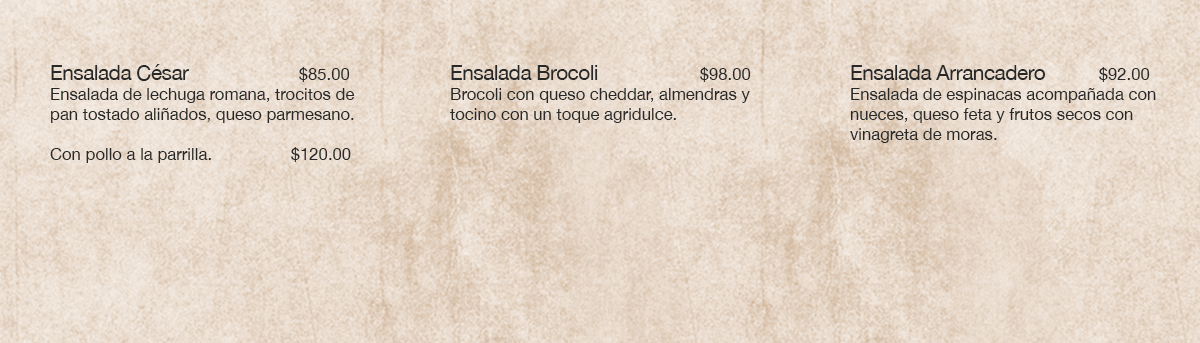 Ensalada César $85.00
Ensalada de lechuga romana, trocitos de
pan tostado aliñados, queso parmesano.
Con pollo a la parrilla. $120.00
Ensalada Brocoli $98.00
Brocoli con queso cheddar, almendras y
tocino con un toque agridulce.
Ensalada Arrancadero $92.00
Ensalada de espinacas acompañada con
nueces, queso feta y frutos secos con
vinagreta de moras.